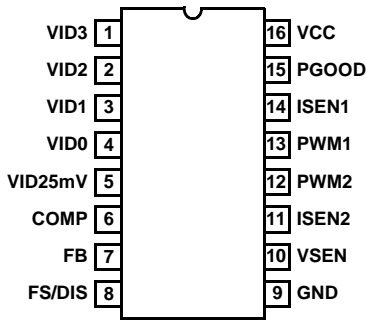 VID3 1 16 VCC
VID2 2 15 PGOOD
VID1 3 14 ISEN1
VID0 4 13 PWM1
VID25mV 5 12 PWM2
COMP 6 11 ISEN2
FB 7 10 VSEN
FS/DIS 8 9 GND